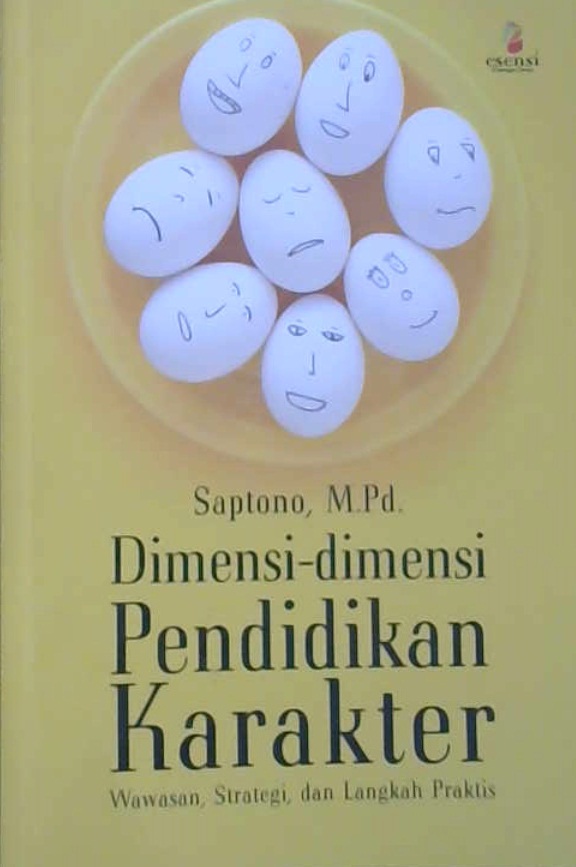 esensi
Saptono, M.Pd.
Dimensi-dimensi
Pendidikan
Karakter
Wawasan, Strategi, dan Langkah Praktis